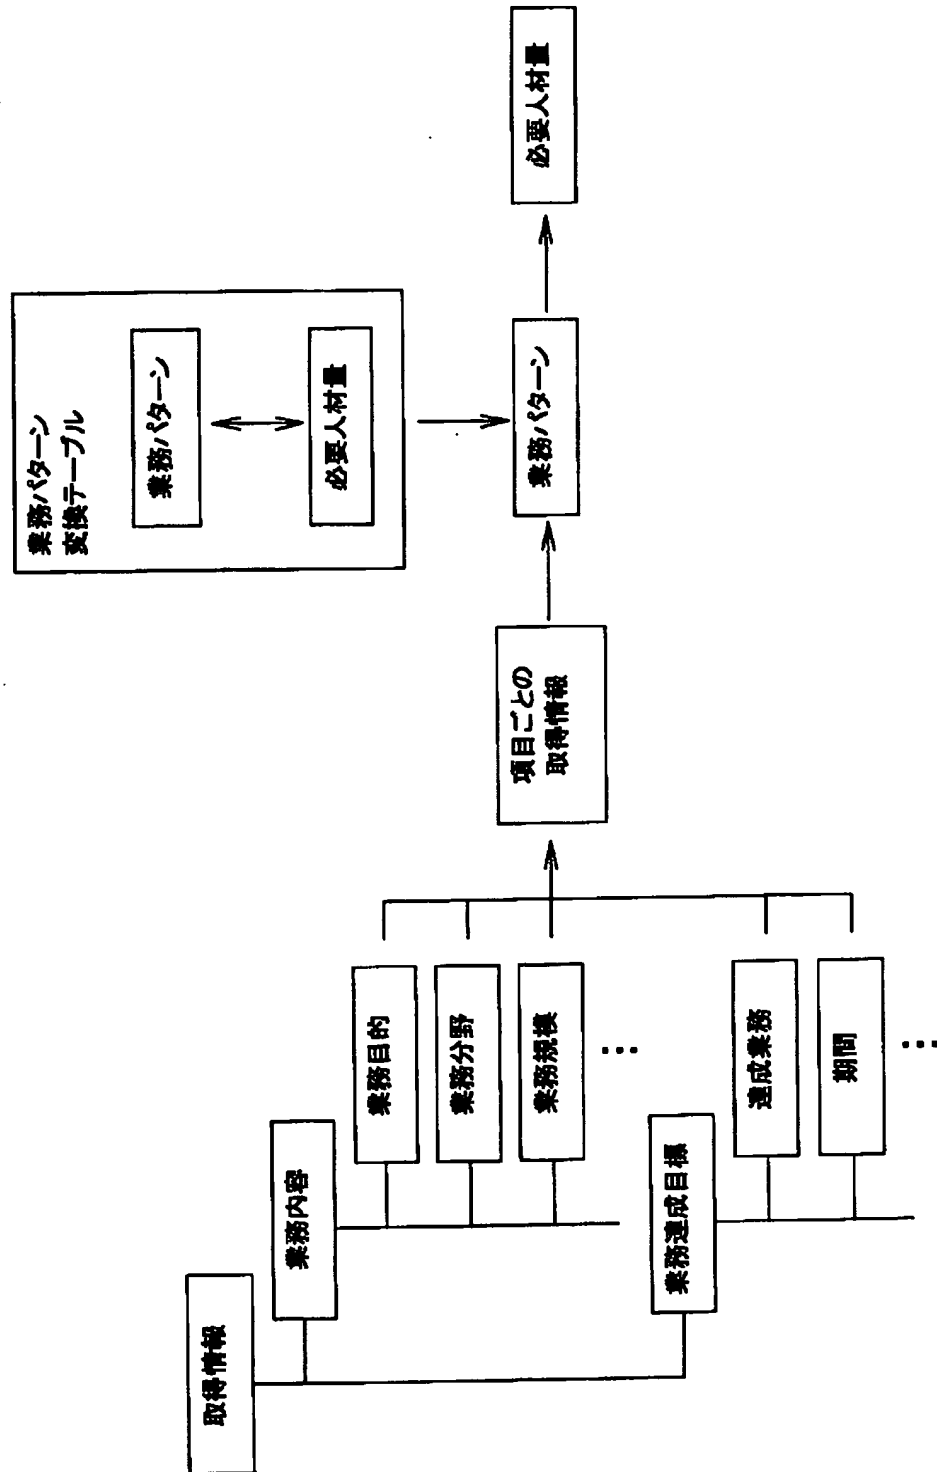 取得情報
業務内容
業務目的
業務分野
業務規模
…
業務達成目標
達成業務
期間
…
項目ごとの
取得情報
業務パターン
変換テーブル
業務パターン
必要人材量
業務パターン
必要人材量